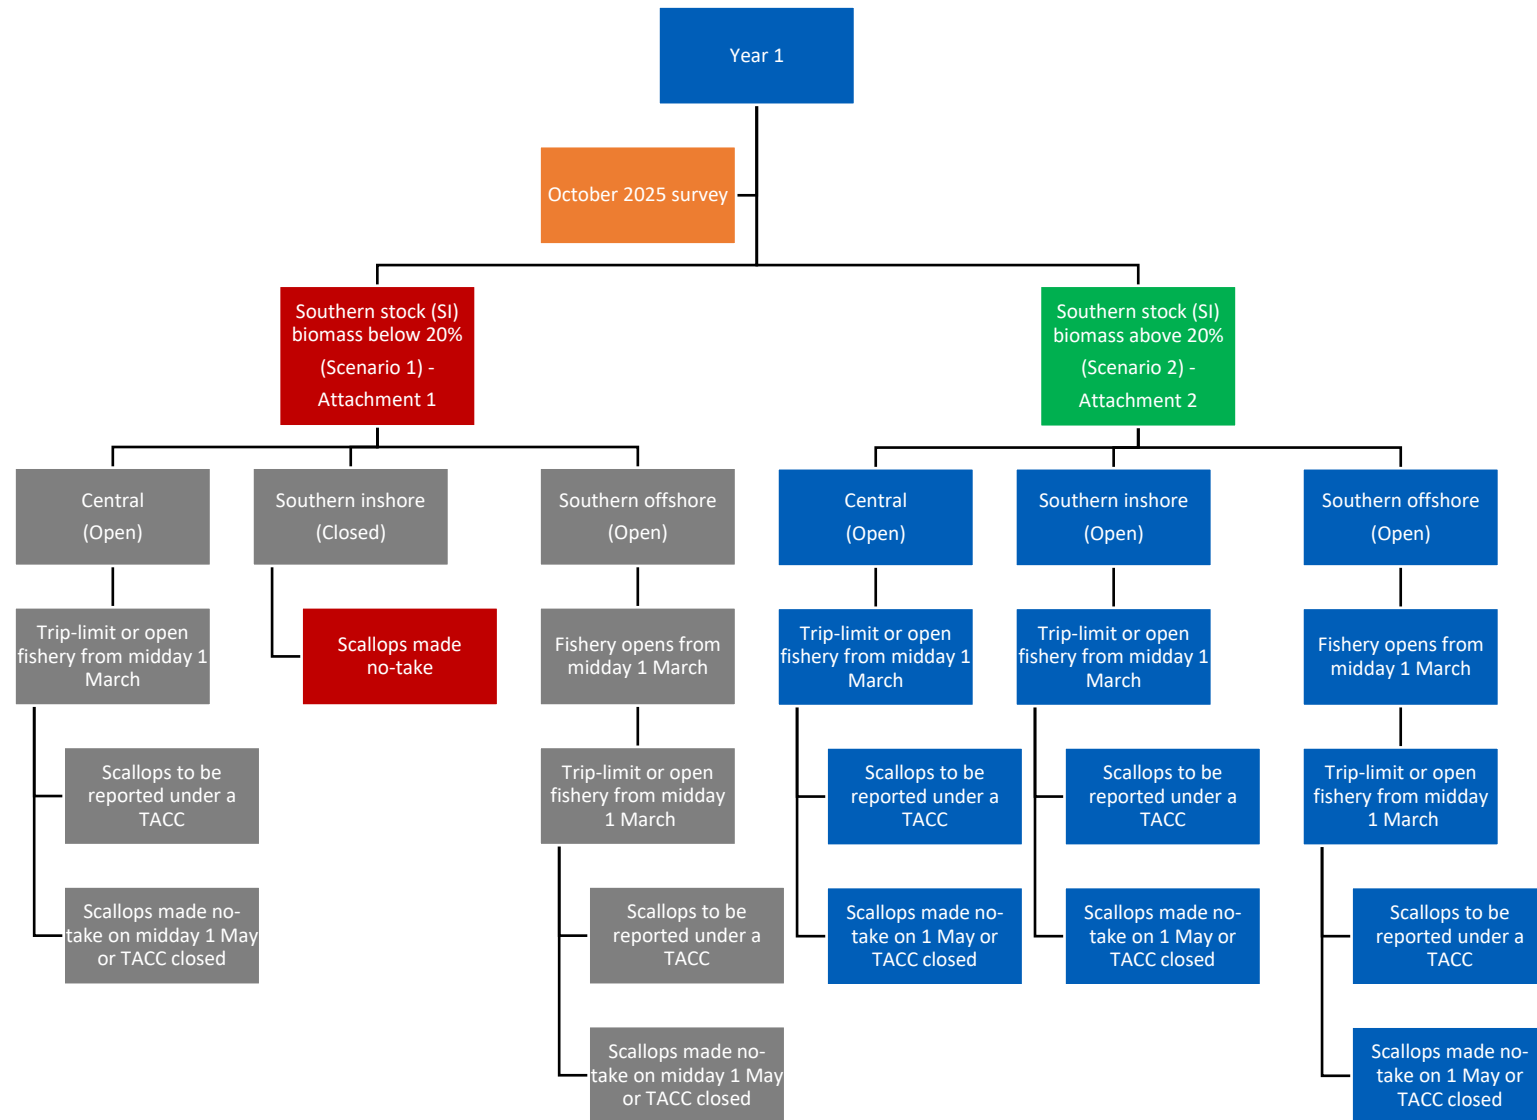 Year 1
October 2025 survey
Southern stock (SI)
biomass below 20%
(Scenario 1) -
Attachment 1
Southern stock (SI)
biomass above 20%
(Scenario 2) -
Attachment 2
Central
(Open)
Southern inshore
(Closed)
Southern offshore
(Open)
Central
(Open)
Southern inshore
(Open)
Southern offshore
(Open)
Trip-limit or open
fishery from midday 1
March
Scallops made
no-take
Fishery opens from
midday 1 March
Trip-limit or open
fishery from midday 1
March
Trip-limit or open
fishery from midday 1
March
Fishery opens from
midday 1 March
Scallops to be
reported under a
TACC
Trip-limit or open
fishery from midday
1 March
Scallops to be
reported under a
TACC
Scallops to be
reported under a
TACC
Trip-limit or open
fishery from midday
1 March
Scallops made no-
take on midday 1 May
or TACC closed
Scallops to be
reported under a
TACC
Scallops made no-
take on 1 May or
TACC closed
Scallops made no-
take on 1 May or
TACC closed
Scallops to be
reported under a
TACC
Scallops made no-
take on midday 1 May
or TACC closed
Scallops made no-
take on 1 May or
TACC closed